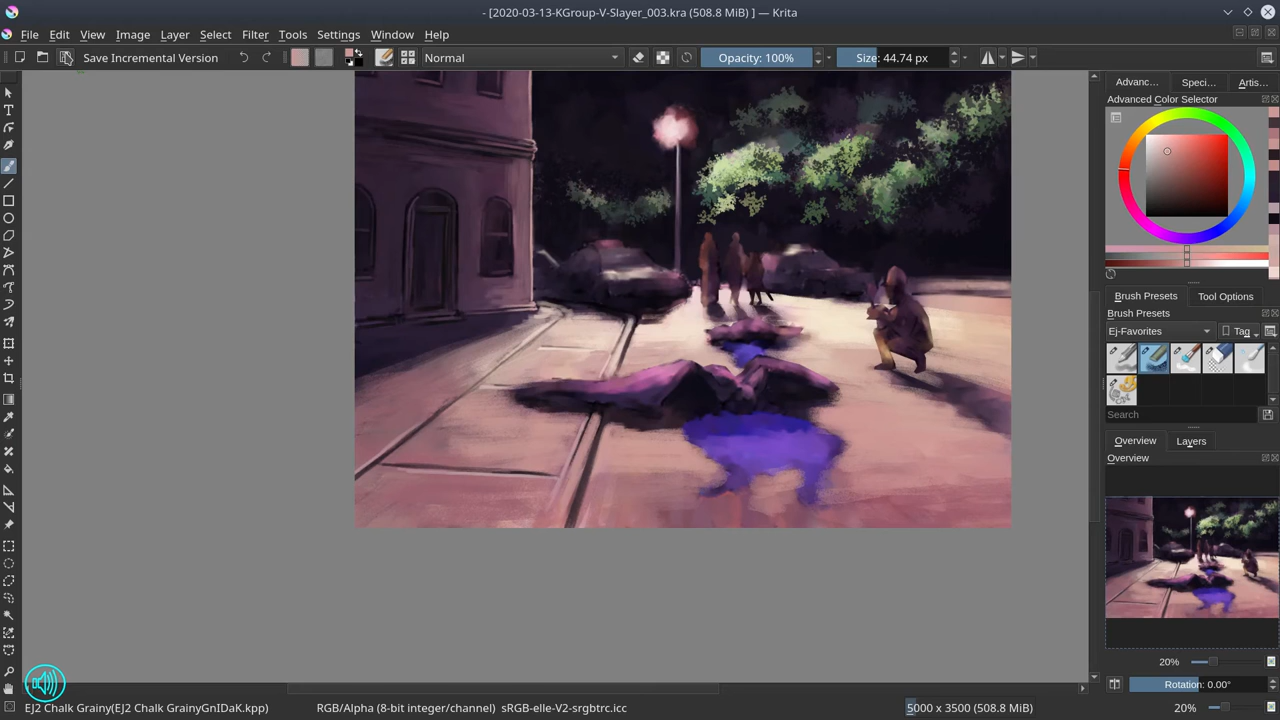 - [2020-03-13-KGroup-V-Slayer_003.kra (508.8 MiB) ] — Krita
File Edit View Image Layer Select Filter Tools Settings Window Help
Save Incremental Version Normal Opacity: 100% Size: 44.74 px
Advanc... Speci... Artis...
Advanced Color Selector
Brush Presets Tool Options
Brush Presets
Ej-Favorites Tag
Search
Overview Layers
Overview
20%
Rotation: 0.00°
EJ2 Chalk Grainy(EJ2 Chalk GrainyGnIDaK.kpp) RGB/Alpha (8-bit integer/channel) sRGB-elle-V2-srgbtrc.icc 5000 x 3500 (508.8 MiB) 20%